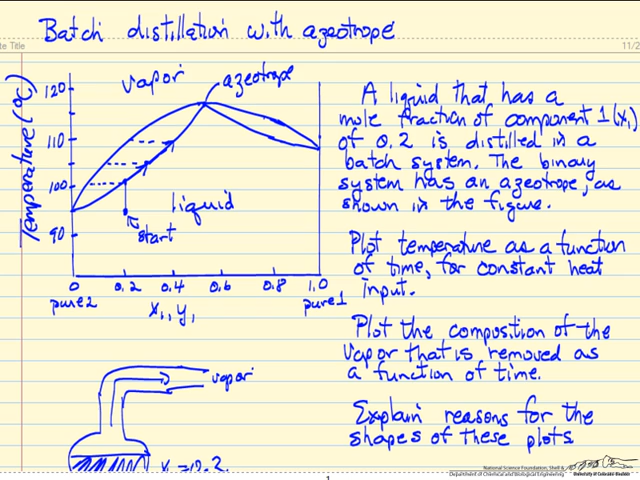 te Title
11/2
Batch distillation with azeotrope
Temperature (°C)
120
110
100
90
vapor
azeotrope
liquid
start
0
0.2
0.4
0.6
0.8
1.0
pure 2
pure 1
x₁, y₁
A liquid that has a
mole fraction of component 1 (x₁)
of 0.2 is distilled in a
batch system. The binary
system has an azeotrope, as
shown in the figure.
Plot temperature as a function
of time, for constant heat
input.
Plot the compostion of the
vapor that is removed as
a function of time.
Explain reasons for the
shapes of these plots
vapor
x₁ = 0.2
National Science Foundation, Shell &
Department of Chemical and Biological Engineering
University of Colorado Boulder
1